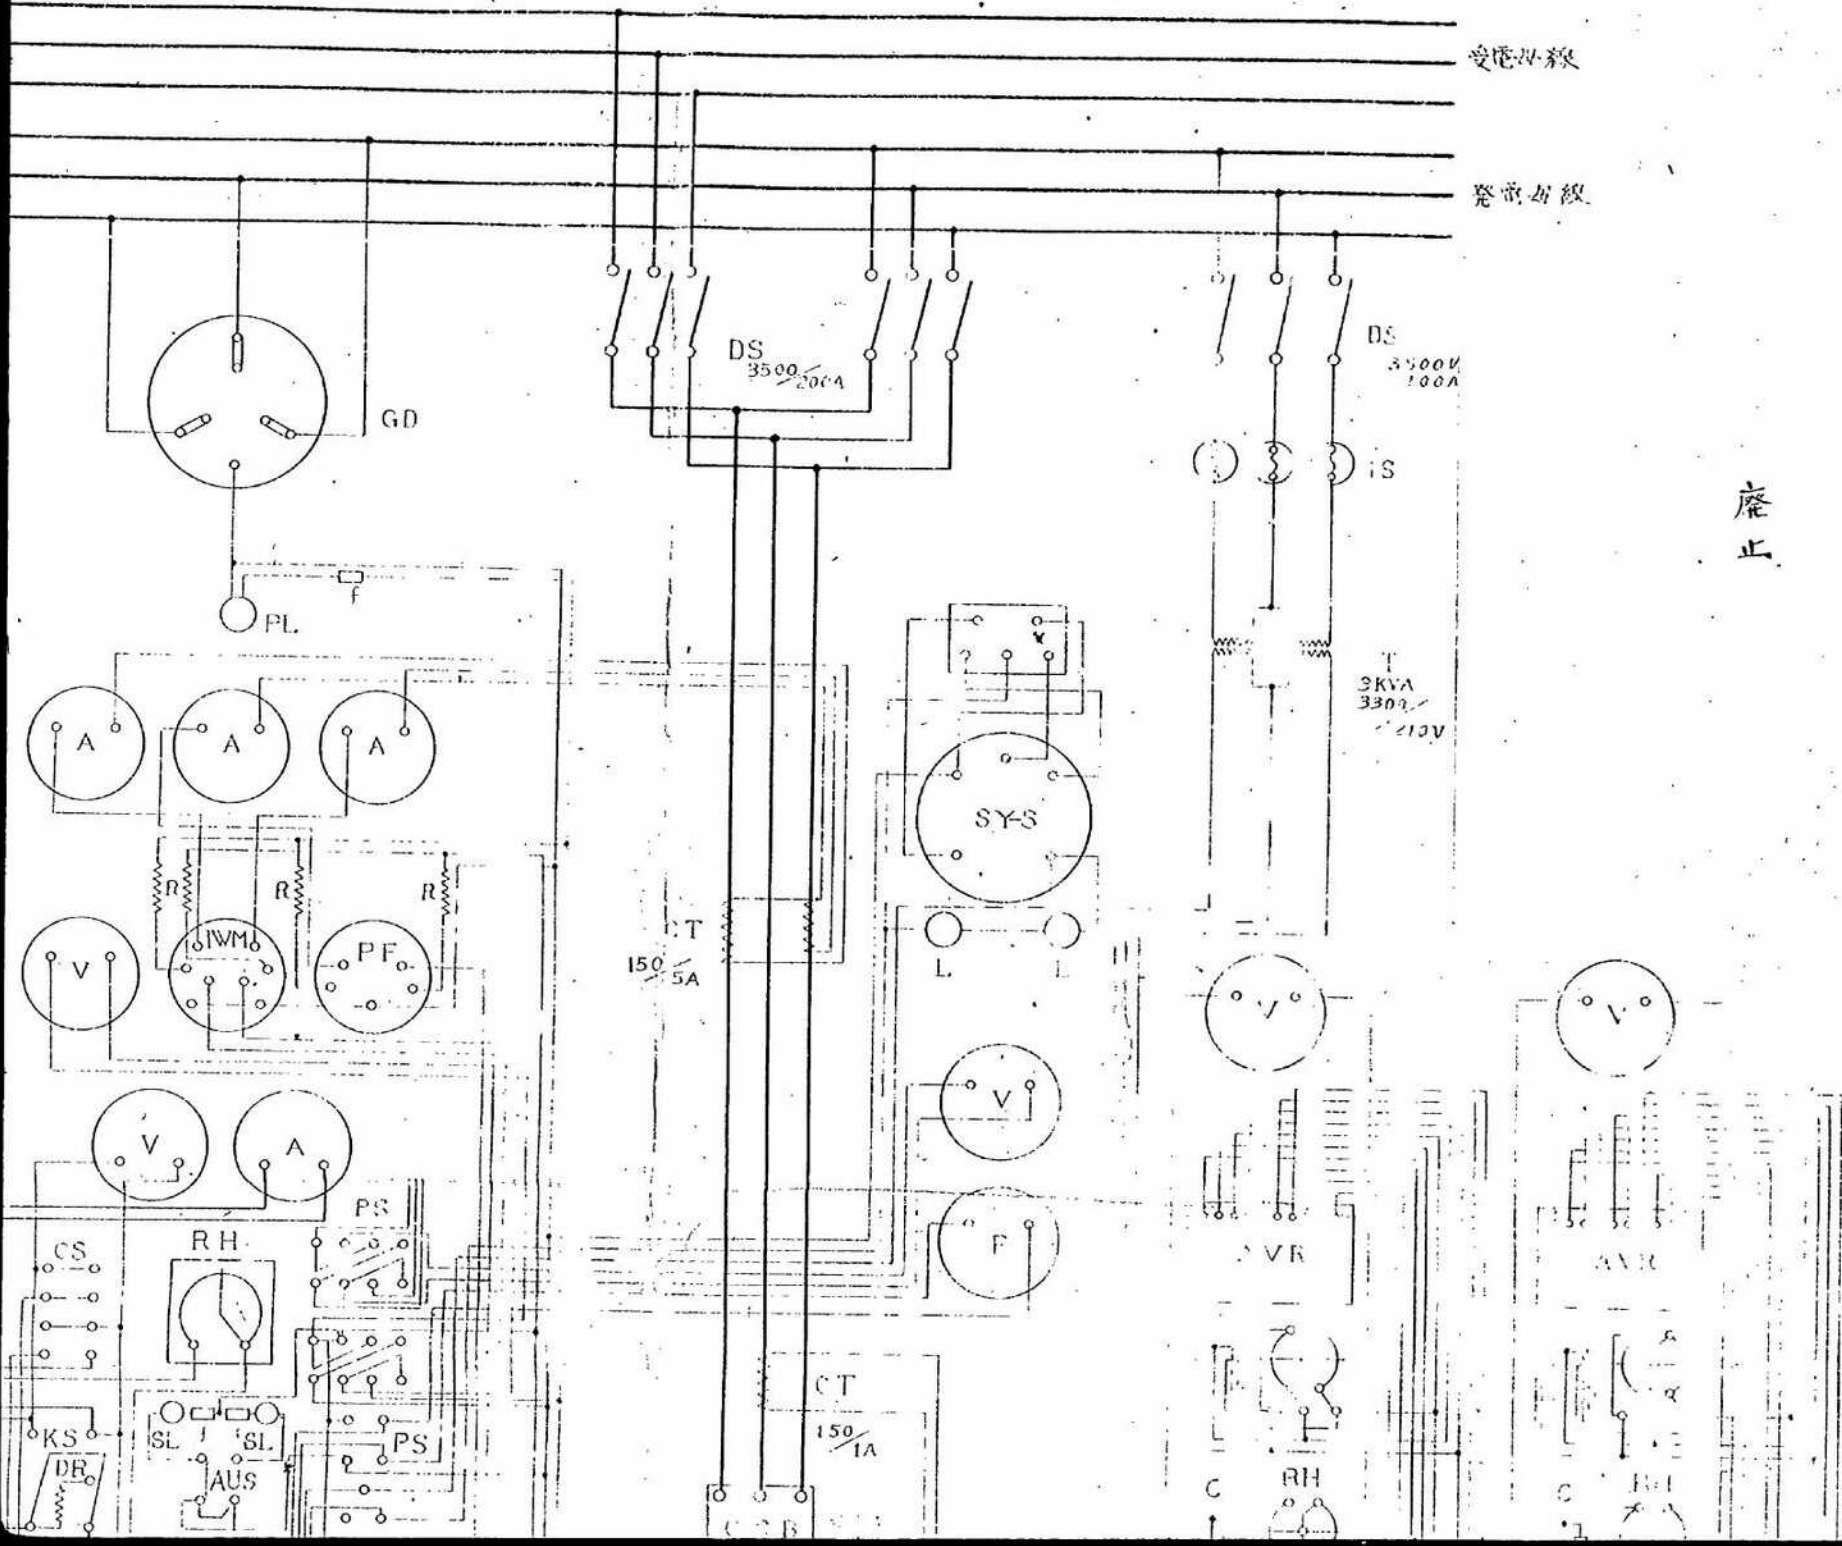 受電母線
発電母線
DS
3500/200A
DS
3500V
100A
GD
廃
止
f
PL
T
3KVA
3300/
210V
A
A
A
SY-S
R
R
R
CT
150/5A
L
L
V
IWM
PF
V
V
V
V
A
PS
F
CS
RH
AVR
AVR
CT
150/1A
KS
SL
SL
PS
DR
AUS
RH
RH
C
C